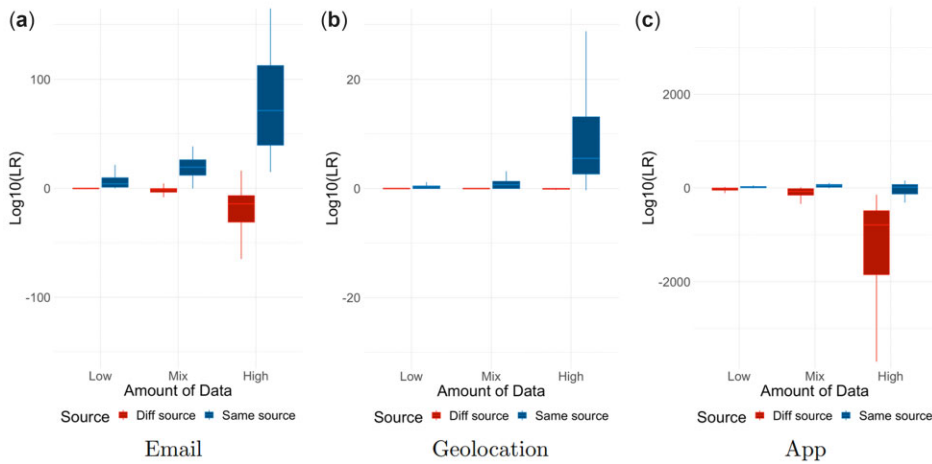 (a)
100
0
-100
Log10(LR)
Low Mix High
Amount of Data
Source Diff source Same source
Email
(b)
20
0
-20
Log10(LR)
Low Mix High
Amount of Data
Source Diff source Same source
Geolocation
(c)
2000
0
-2000
Log10(LR)
Low Mix High
Amount of Data
Source Diff source Same source
App